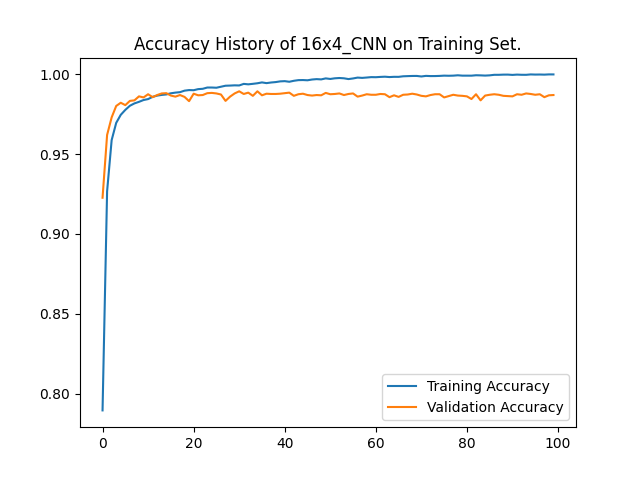 Accuracy History of 16x4_CNN on Training Set.
1.00
0.95
0.90
0.85
0.80
Training Accuracy
Validation Accuracy
0 20 40 60 80 100